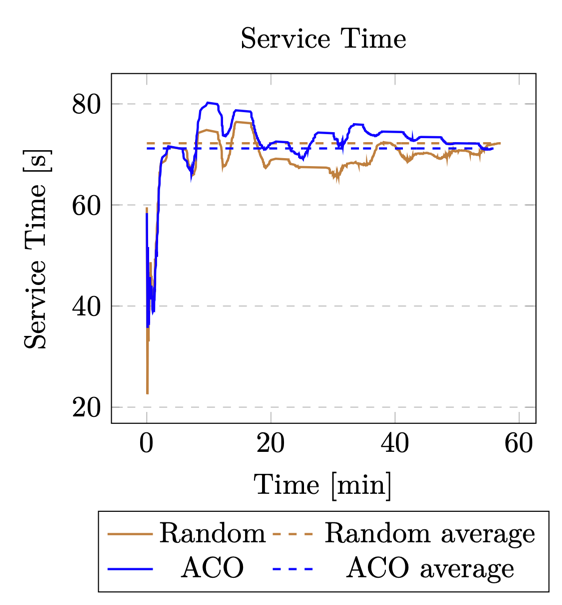 Service Time
80
60
40
20
Service Time [s]
0 20 40 60
Time [min]
Random Random average
ACO ACO average